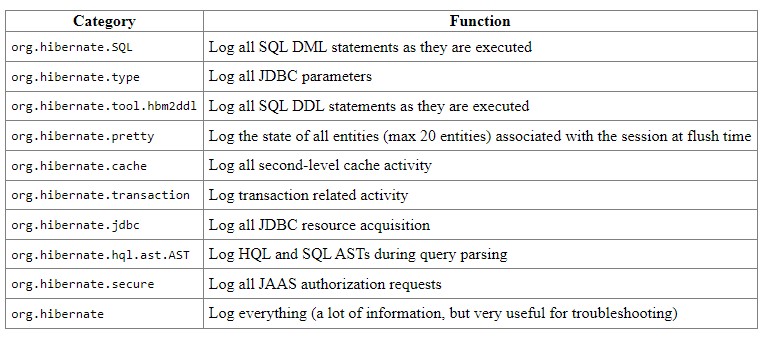 Category Function
org.hibernate.SQL Log all SQL DML statements as they are executed
org.hibernate.type Log all JDBC parameters
org.hibernate.tool.hbm2ddl Log all SQL DDL statements as they are executed
org.hibernate.pretty Log the state of all entities (max 20 entities) associated with the session at flush time
org.hibernate.cache Log all second-level cache activity
org.hibernate.transaction Log transaction related activity
org.hibernate.jdbc Log all JDBC resource acquisition
org.hibernate.hql.ast.AST Log HQL and SQL ASTs during query parsing
org.hibernate.secure Log all JAAS authorization requests
org.hibernate Log everything (a lot of information, but very useful for troubleshooting)